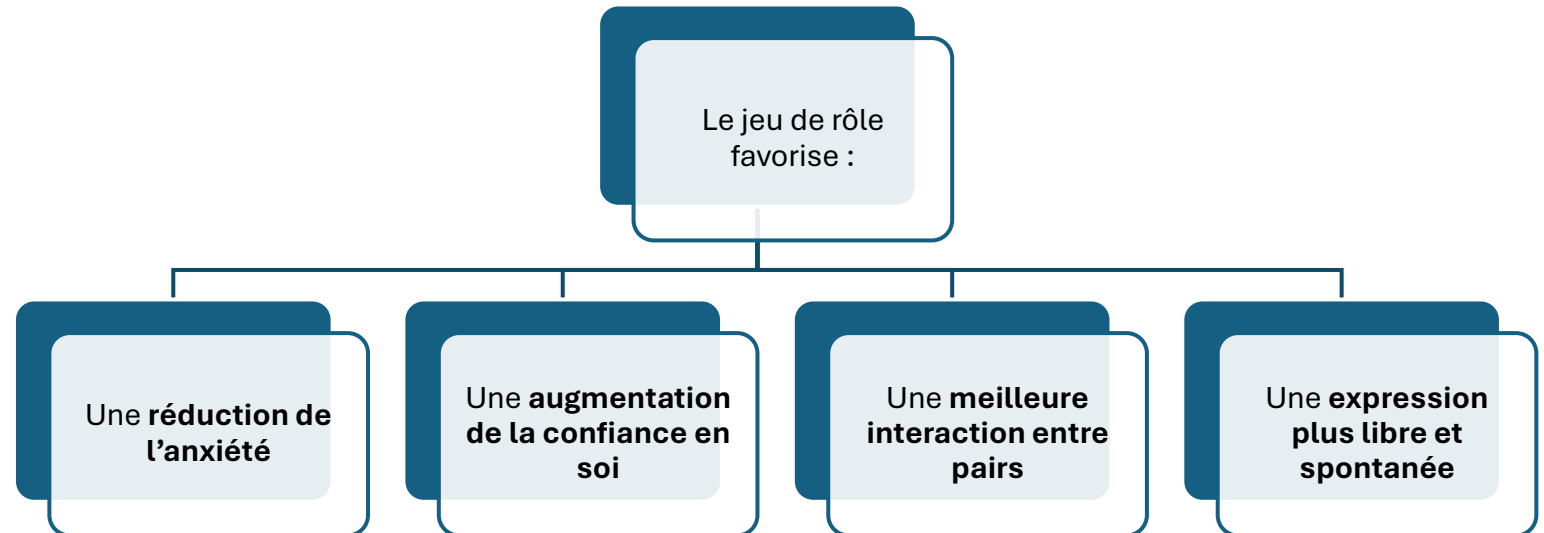 Le jeu de rôle
favorise :
Une réduction de
l’anxiété
Une augmentation
de la confiance en
soi
Une meilleure
interaction entre
pairs
Une expression
plus libre et
spontanée